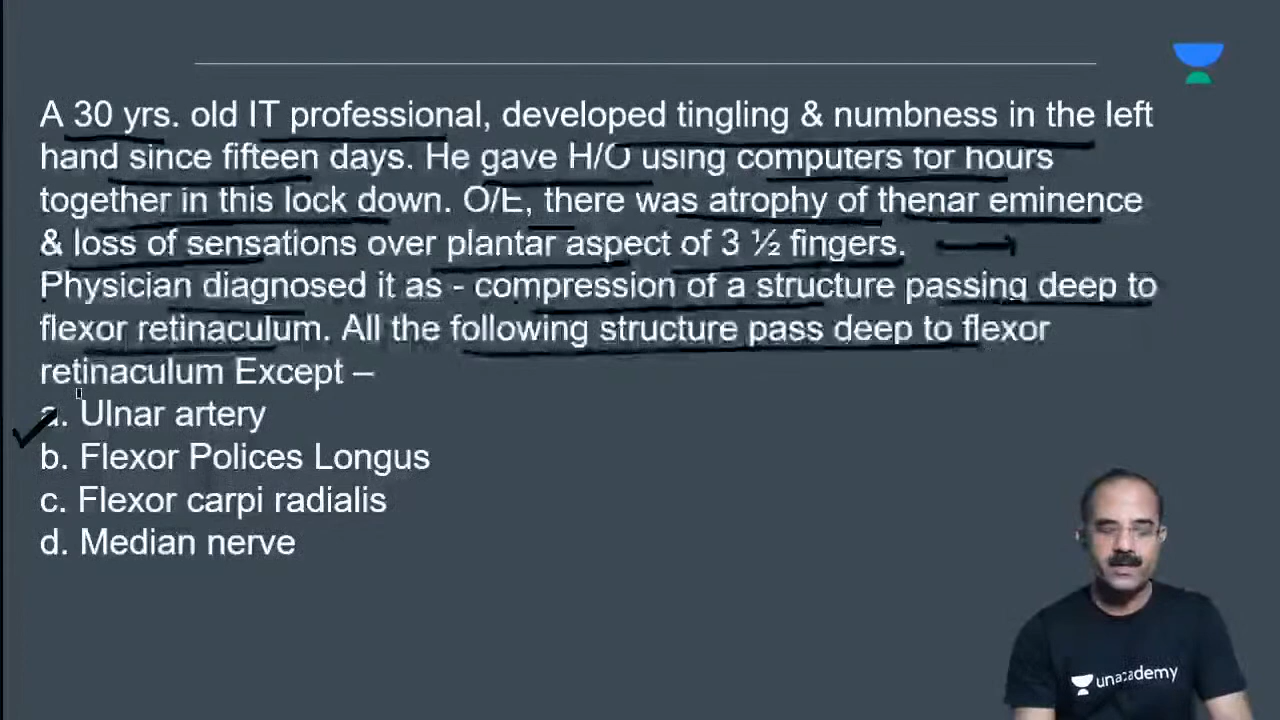 A 30 yrs. old IT professional, developed tingling & numbness in the left
hand since fifteen days. He gave H/O using computers for hours
together in this lock down. O/E, there was atrophy of thenar eminence
& loss of sensations over plantar aspect of 3 ½ fingers.
Physician diagnosed it as - compression of a structure passing deep to
flexor retinaculum. All the following structure pass deep to flexor
retinaculum Except –
a. Ulnar artery
b. Flexor Polices Longus
c. Flexor carpi radialis
d. Median nerve
unacademy